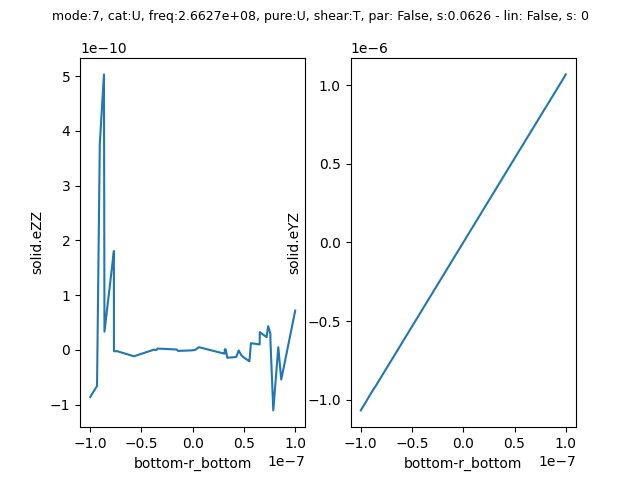 mode:7, cat:U, freq:2.6627e+08, pure:U, shear:T, par: False, s:0.0626 - lin: False, s: 0
1e−10
5
4
3
2
1
0
−1
solid.eZZ
−1.0
−0.5
0.0
0.5
1.0
1e−7
bottom-r_bottom
1e−6
1.0
0.5
0.0
−0.5
−1.0
solid.eYZ
−1.0
−0.5
0.0
0.5
1.0
1e−7
bottom-r_bottom